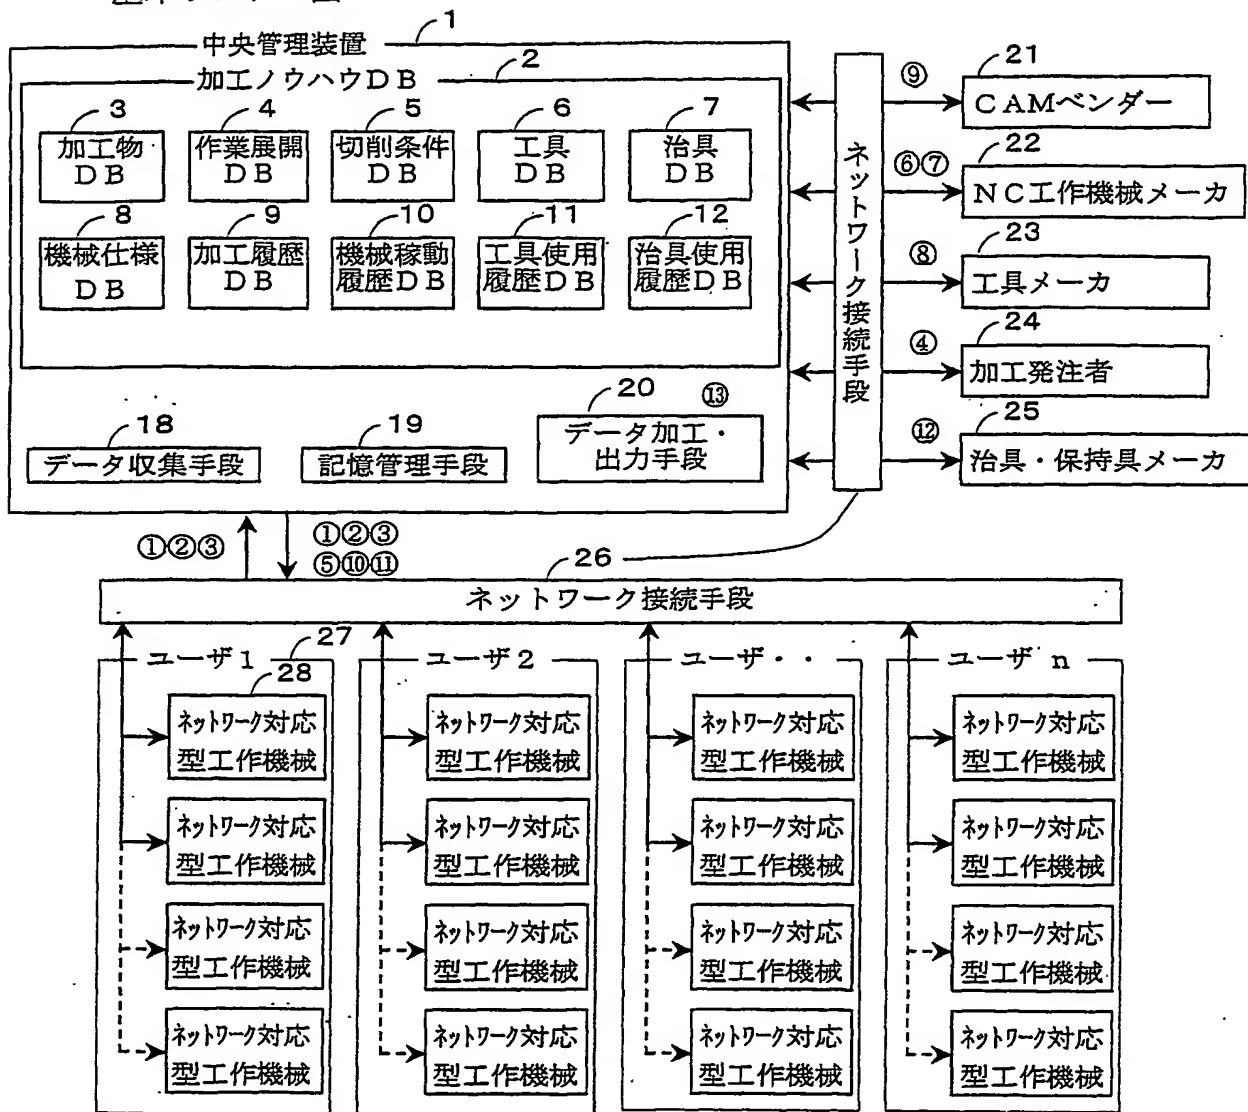 1
中央管理装置
2
加工ノウハウDB
3
加工物
DB
4
作業展開
DB
5
切削条件
DB
6
工具
DB
7
治具
DB
8
機械仕様
DB
9
加工履歴
DB
10
機械稼動
履歴DB
11
工具使用
履歴DB
12
治具使用
履歴DB
18
データ収集手段
19
記憶管理手段
20
⑬
データ加工・
出力手段
ネットワーク接続手段
⑨
21
CAMベンダー
⑥⑦
22
NC工作機械メーカ
⑧
23
工具メーカ
④
24
加工発注者
⑫
25
治具・保持具メーカ
①②③
①②③
⑤⑩⑪
26
ネットワーク接続手段
27
ユーザ1
28
ネットワーク対応
型工作機械
ネットワーク対応
型工作機械
ネットワーク対応
型工作機械
ネットワーク対応
型工作機械
ユーザ2
ネットワーク対応
型工作機械
ネットワーク対応
型工作機械
ネットワーク対応
型工作機械
ネットワーク対応
型工作機械
ユーザ・・
ネットワーク対応
型工作機械
ネットワーク対応
型工作機械
ネットワーク対応
型工作機械
ネットワーク対応
型工作機械
ユーザn
ネットワーク対応
型工作機械
ネットワーク対応
型工作機械
ネットワーク対応
型工作機械
ネットワーク対応
型工作機械